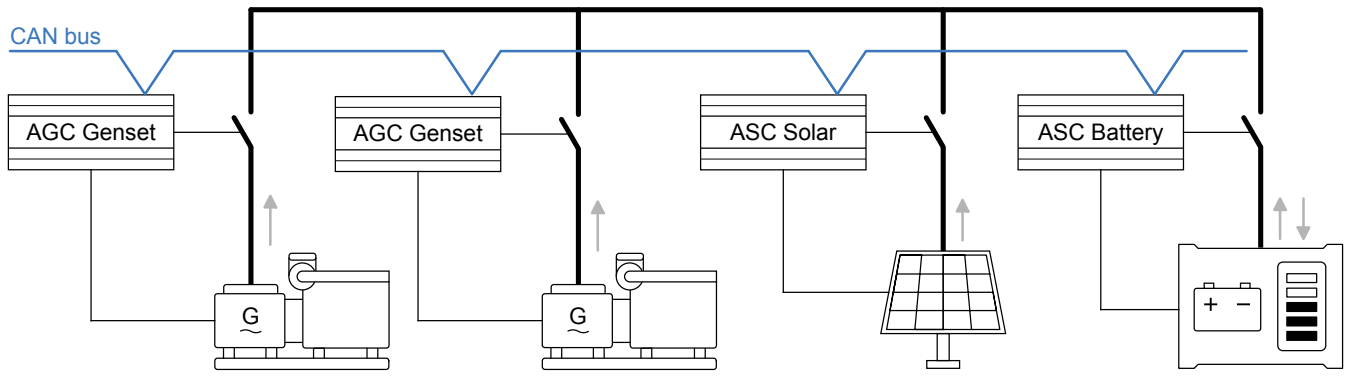 CAN bus
AGC Genset
AGC Genset
ASC Solar
ASC Battery
G
G
+ −